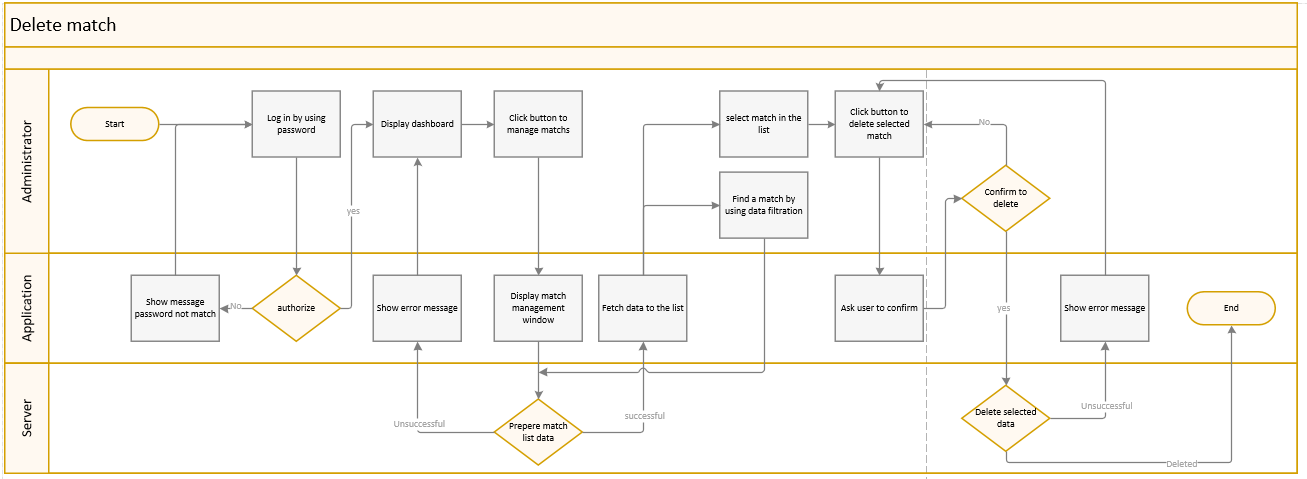 Delete match
Administrator
Start
Log in by using
password
Display dashboard
Click button to
manage matchs
select match in the
list
Click button to
delete selected
match
No
Find a match by
using data filtration
Confirm to
delete
yes
Application
Show message
password not match
No
authorize
Show error message
Display match
management
window
Fetch data to the list
Ask user to confirm
yes
Show error message
End
Server
Unsuccessful
Prepere match
list data
successful
Delete selected
data
Unsuccessful
Deleted